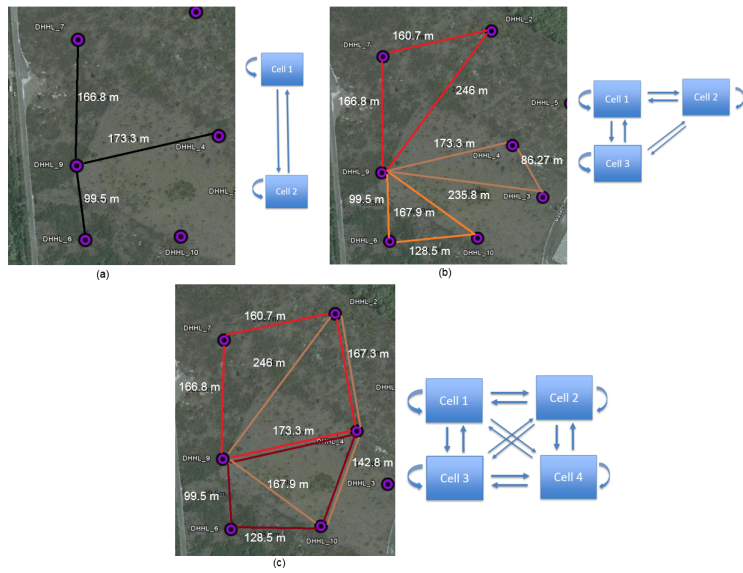 DHHL_7
166.8 m
173.3 m
DHHL_4
DHHL_9
99.5 m
DHHL_6
DHHL_10
Cell 1
Cell 2
(a)
DHHL_2
160.7 m
DHHL_7
246 m
166.8 m
DHHL_5
173.3 m
DHHL_4
86.27 m
DHHL_9
99.5 m
235.8 m
DHHL_3
167.9 m
DHHL_6
DHHL_10
128.5 m
Cell 1
Cell 2
Cell 3
(b)
DHHL_2
160.7 m
DHHL_7
167.3 m
246 m
166.8 m
173.3 m
DHHL_4
DHHL_9
142.8 m
DHHL_3
167.9 m
99.5 m
DHHL_6
DHHL_10
128.5 m
Cell 1
Cell 2
Cell 3
Cell 4
(c)